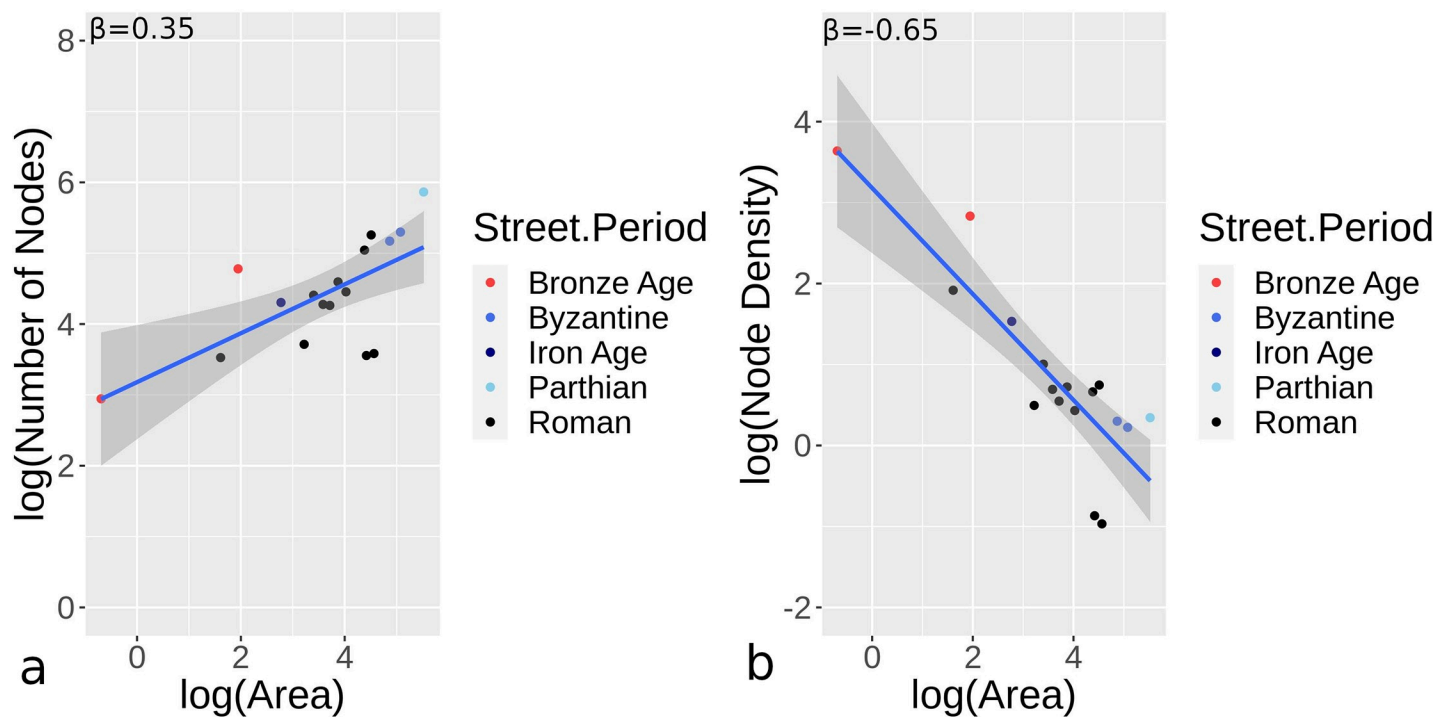 β=0.35
8
6
4
2
0
log(Number of Nodes)
0 2 4
log(Area)
a
Street.Period
Bronze Age
Byzantine
Iron Age
Parthian
Roman
β=-0.65
4
2
0
-2
log(Node Density)
0 2 4
log(Area)
b
Street.Period
Bronze Age
Byzantine
Iron Age
Parthian
Roman